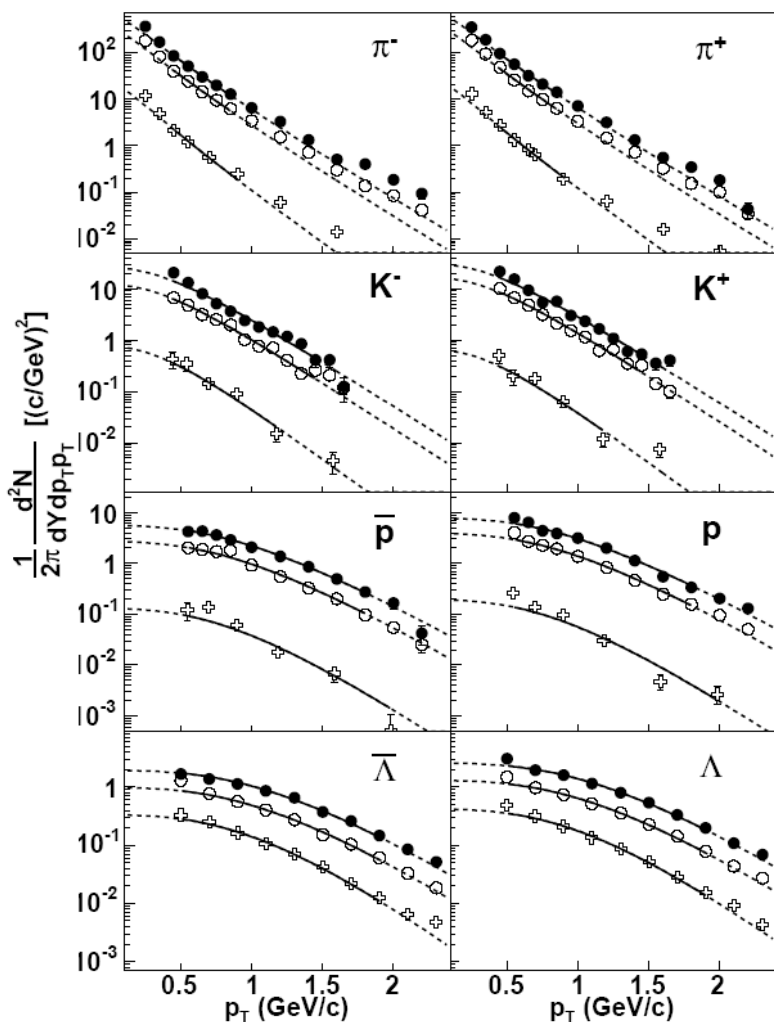 π⁻ π⁺
10²
10
1
10⁻¹
10⁻²
K⁻ K⁺
10
1
10⁻¹
10⁻²
p̅ p
10
1
10⁻¹
10⁻²
10⁻³
Λ̅ Λ
1
10⁻¹
10⁻²
10⁻³
1/2π d²N/dYdp_Tp_T [(c/GeV)²]
0.5 1 1.5 2 0.5 1 1.5 2
p_T (GeV/c) p_T (GeV/c)